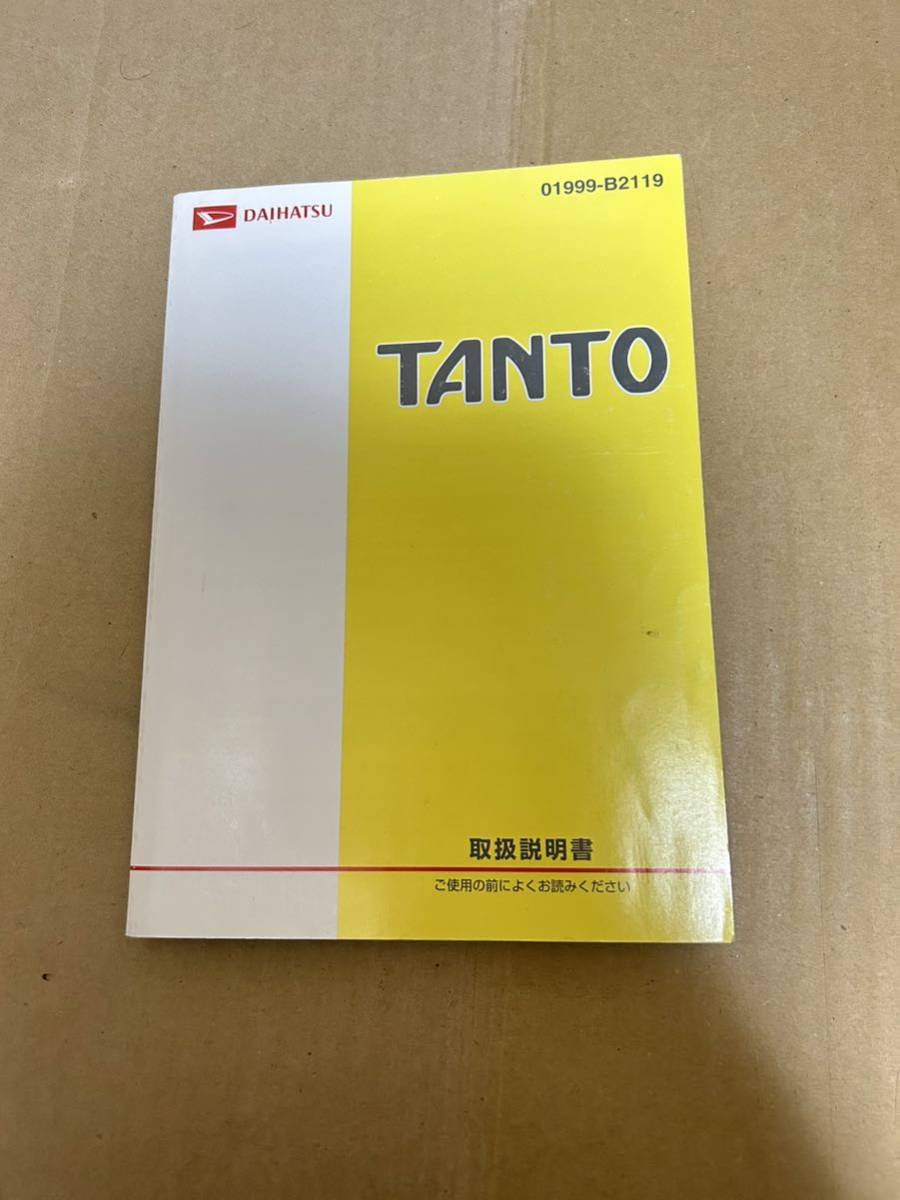 DAIHATSU
01999-B2119
TANTO
取扱説明書
ご使用の前によくお読みください